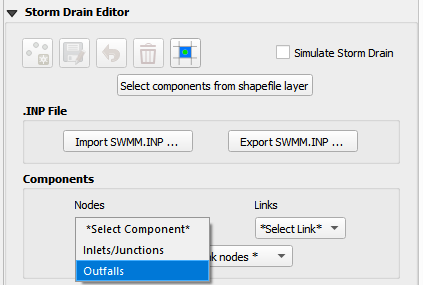 Storm Drain Editor
Simulate Storm Drain
Select components from shapefile layer
.INP File
Import SWMM.INP ...
Export SWMM.INP ...
Components
Nodes
Links
*Select Component*
*Select Link*
Inlets/Junctions
nodes *
Outfalls